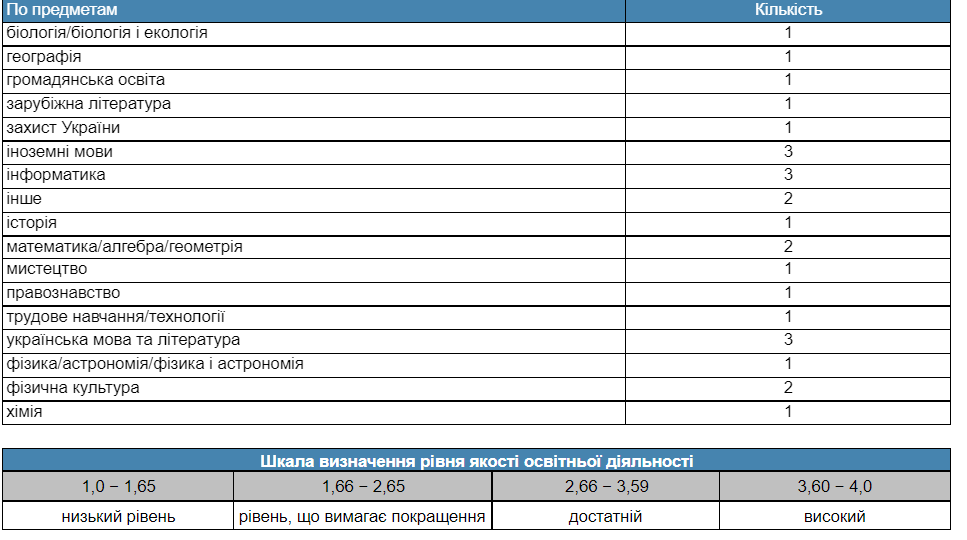 По предметам Кількість
біологія/біологія і екологія 1
географія 1
громадянська освіта 1
зарубіжна література 1
захист України 1
іноземні мови 3
інформатика 3
інше 2
історія 1
математика/алгебра/геометрія 2
мистецтво 1
правознавство 1
трудове навчання/технології 1
українська мова та література 3
фізика/астрономія/фізика і астрономія 1
фізична культура 2
хімія 1
Шкала визначення рівня якості освітньої діяльності
1,0 − 1,65 1,66 − 2,65 2,66 − 3,59 3,60 − 4,0
низький рівень рівень, що вимагає покращення достатній високий